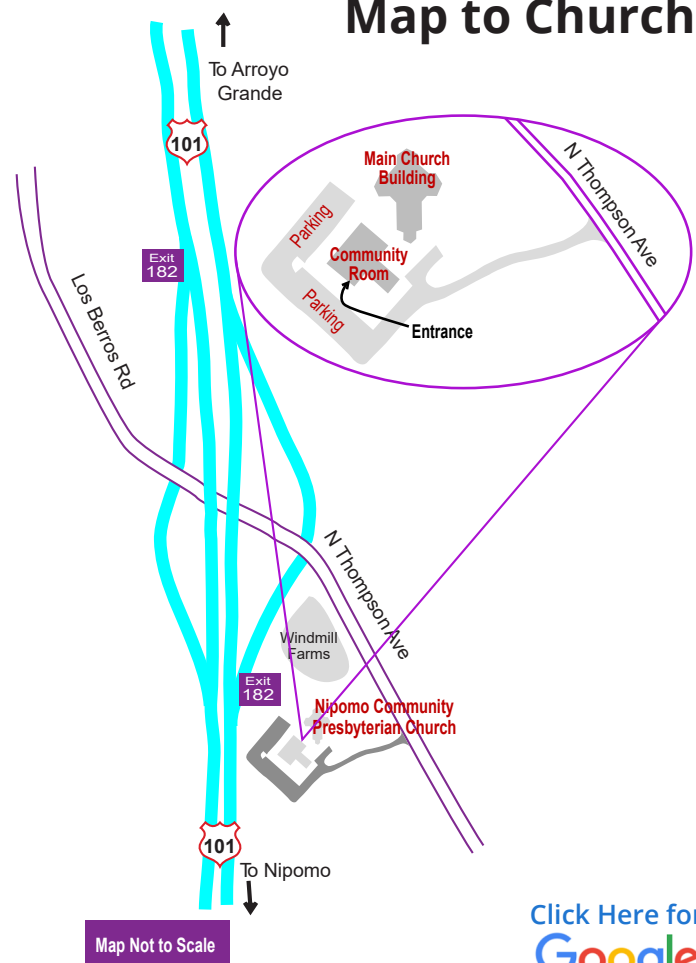 Map to Church
To Arroyo
Grande
101
N Thompson Ave
Main Church
Building
Parking
Community
Room
Exit
182
Parking
Los Berros Rd
Entrance
N Thompson Ave
Windmill
Farms
Exit
182
Nipomo Community
Presbyterian Church
101
To Nipomo
Click Here for
Map Not to Scale
Google